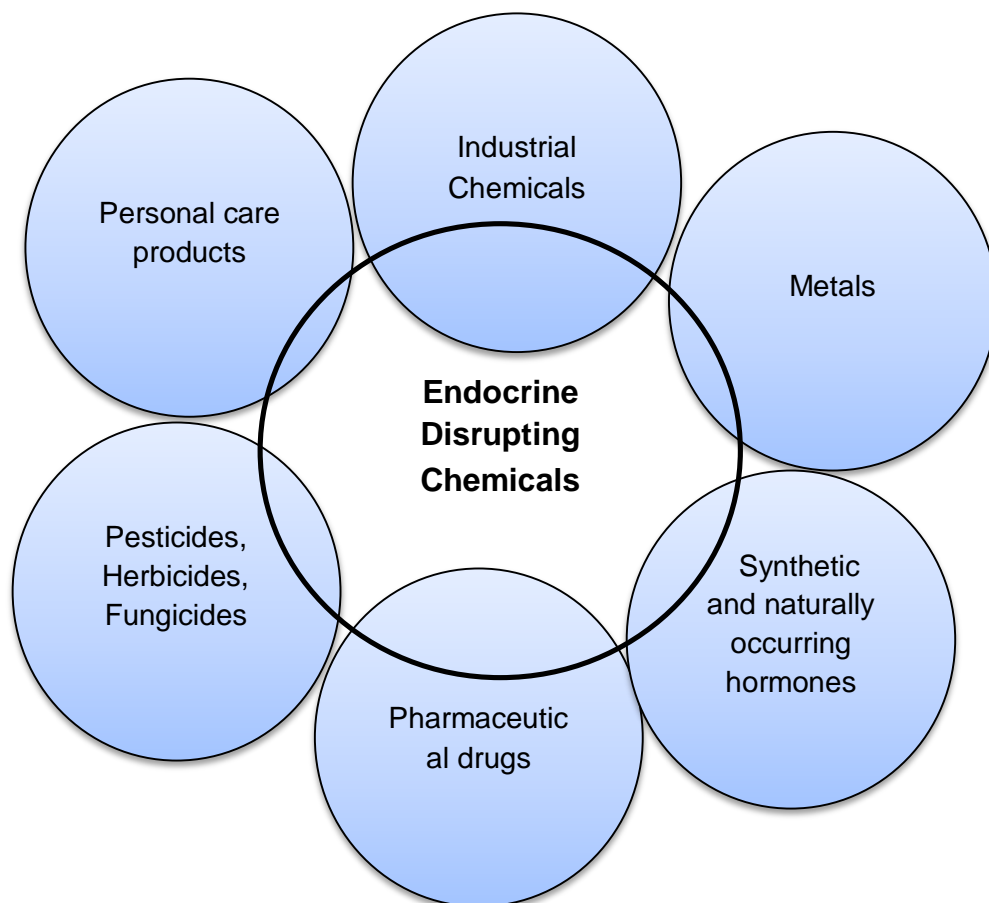 Industrial
Chemicals
Personal care
products
Metals
Endocrine
Disrupting
Chemicals
Pesticides,
Herbicides,
Fungicides
Synthetic
and naturally
occurring
hormones
Pharmaceutic
al drugs